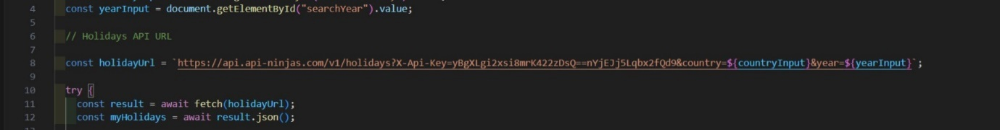 4 const yearInput = document.getElementById("searchYear").value;
5
6 // Holidays API URL
7
8 const holidayUrl = `https://api.api-ninjas.com/v1/holidays?X-Api-Key=yBgXLgi2xsi8mrK422zDsQ==nYjEJj5Lqbx2fQd9&country=${countryInput}&year=${yearInput}`;
9
10 try {
11 const result = await fetch(holidayUrl);
12 const myHolidays = await result.json();